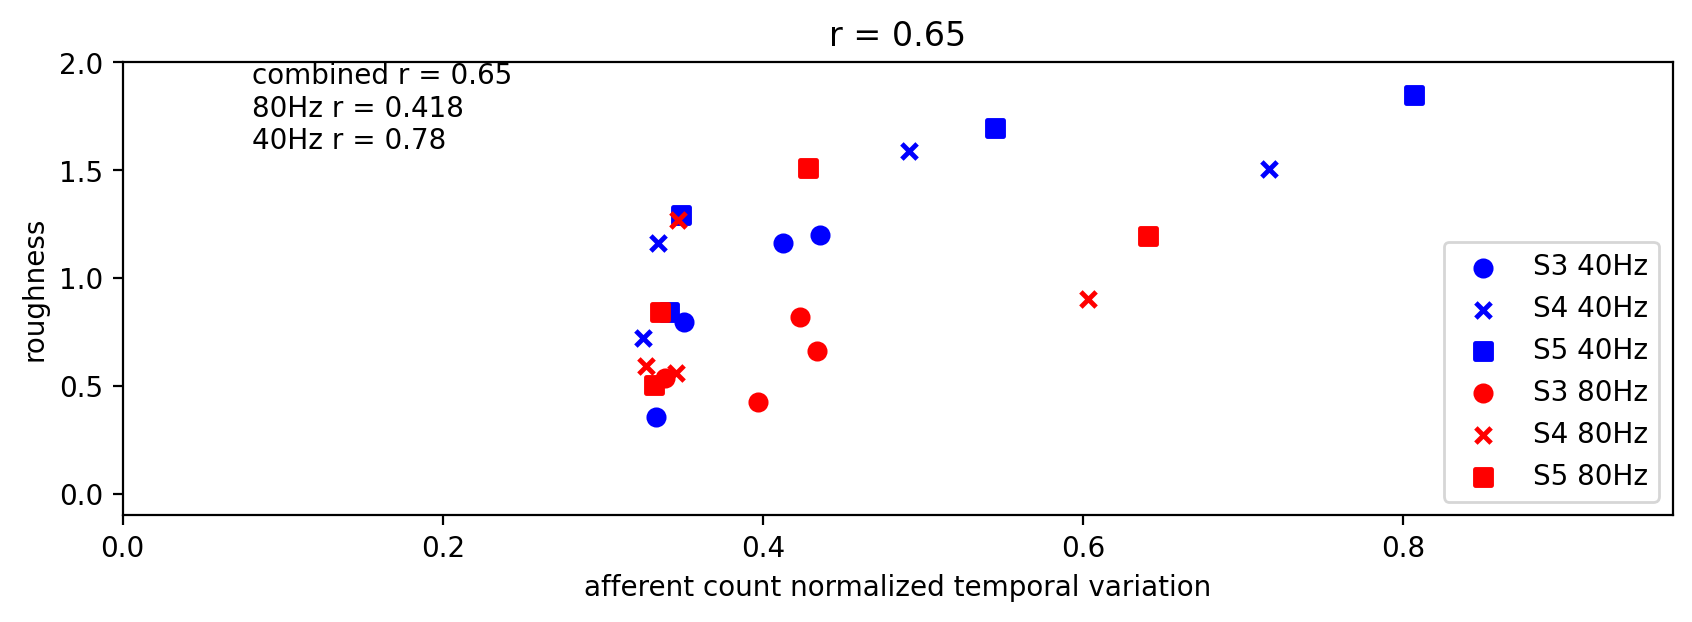 r = 0.65
2.0
combined r = 0.65
80Hz r = 0.418
40Hz r = 0.78
1.5
1.0
0.5
0.0
roughness
S3 40Hz
S4 40Hz
S5 40Hz
S3 80Hz
S4 80Hz
S5 80Hz
0.0 0.2 0.4 0.6 0.8
afferent count normalized temporal variation